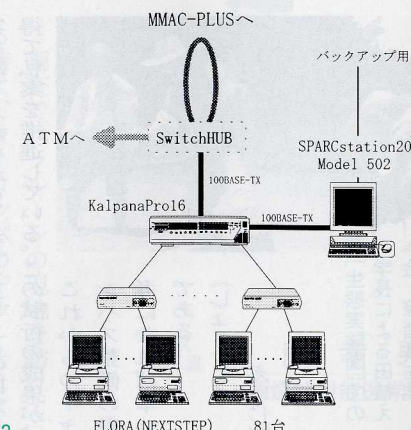 MMAC-PLUSへ
バックアップ用
ATMへ
SwitchHUB
SPARCstation20
Model 502
100BASE-TX
KalpanaPro16
100BASE-TX
FLORA(NEXTSTEP) 81台